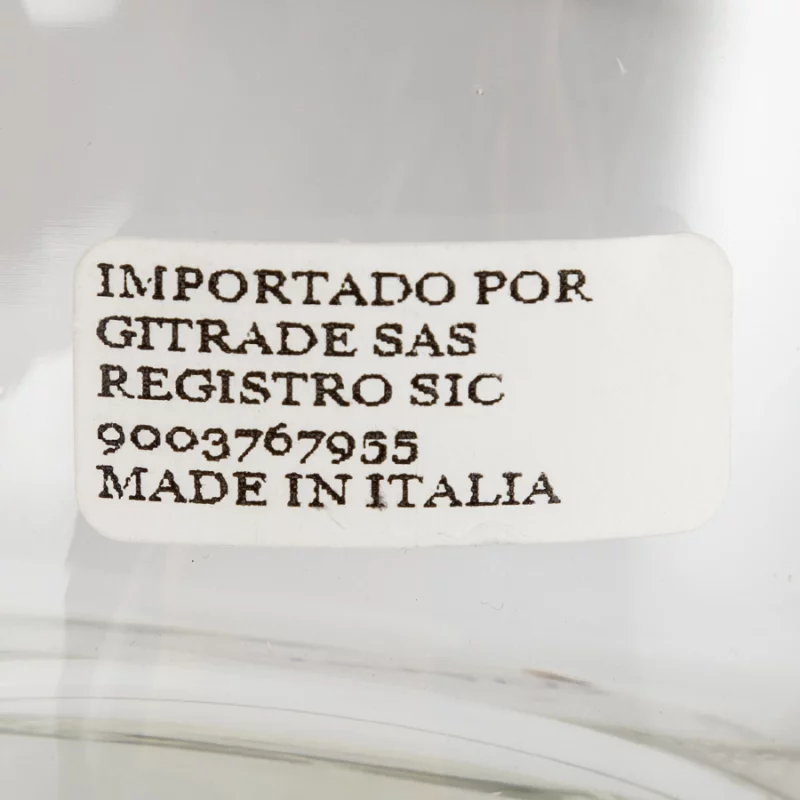 IMPORTADO POR
GITRADE SAS
REGISTRO SIC
9003767955
MADE IN ITALIA